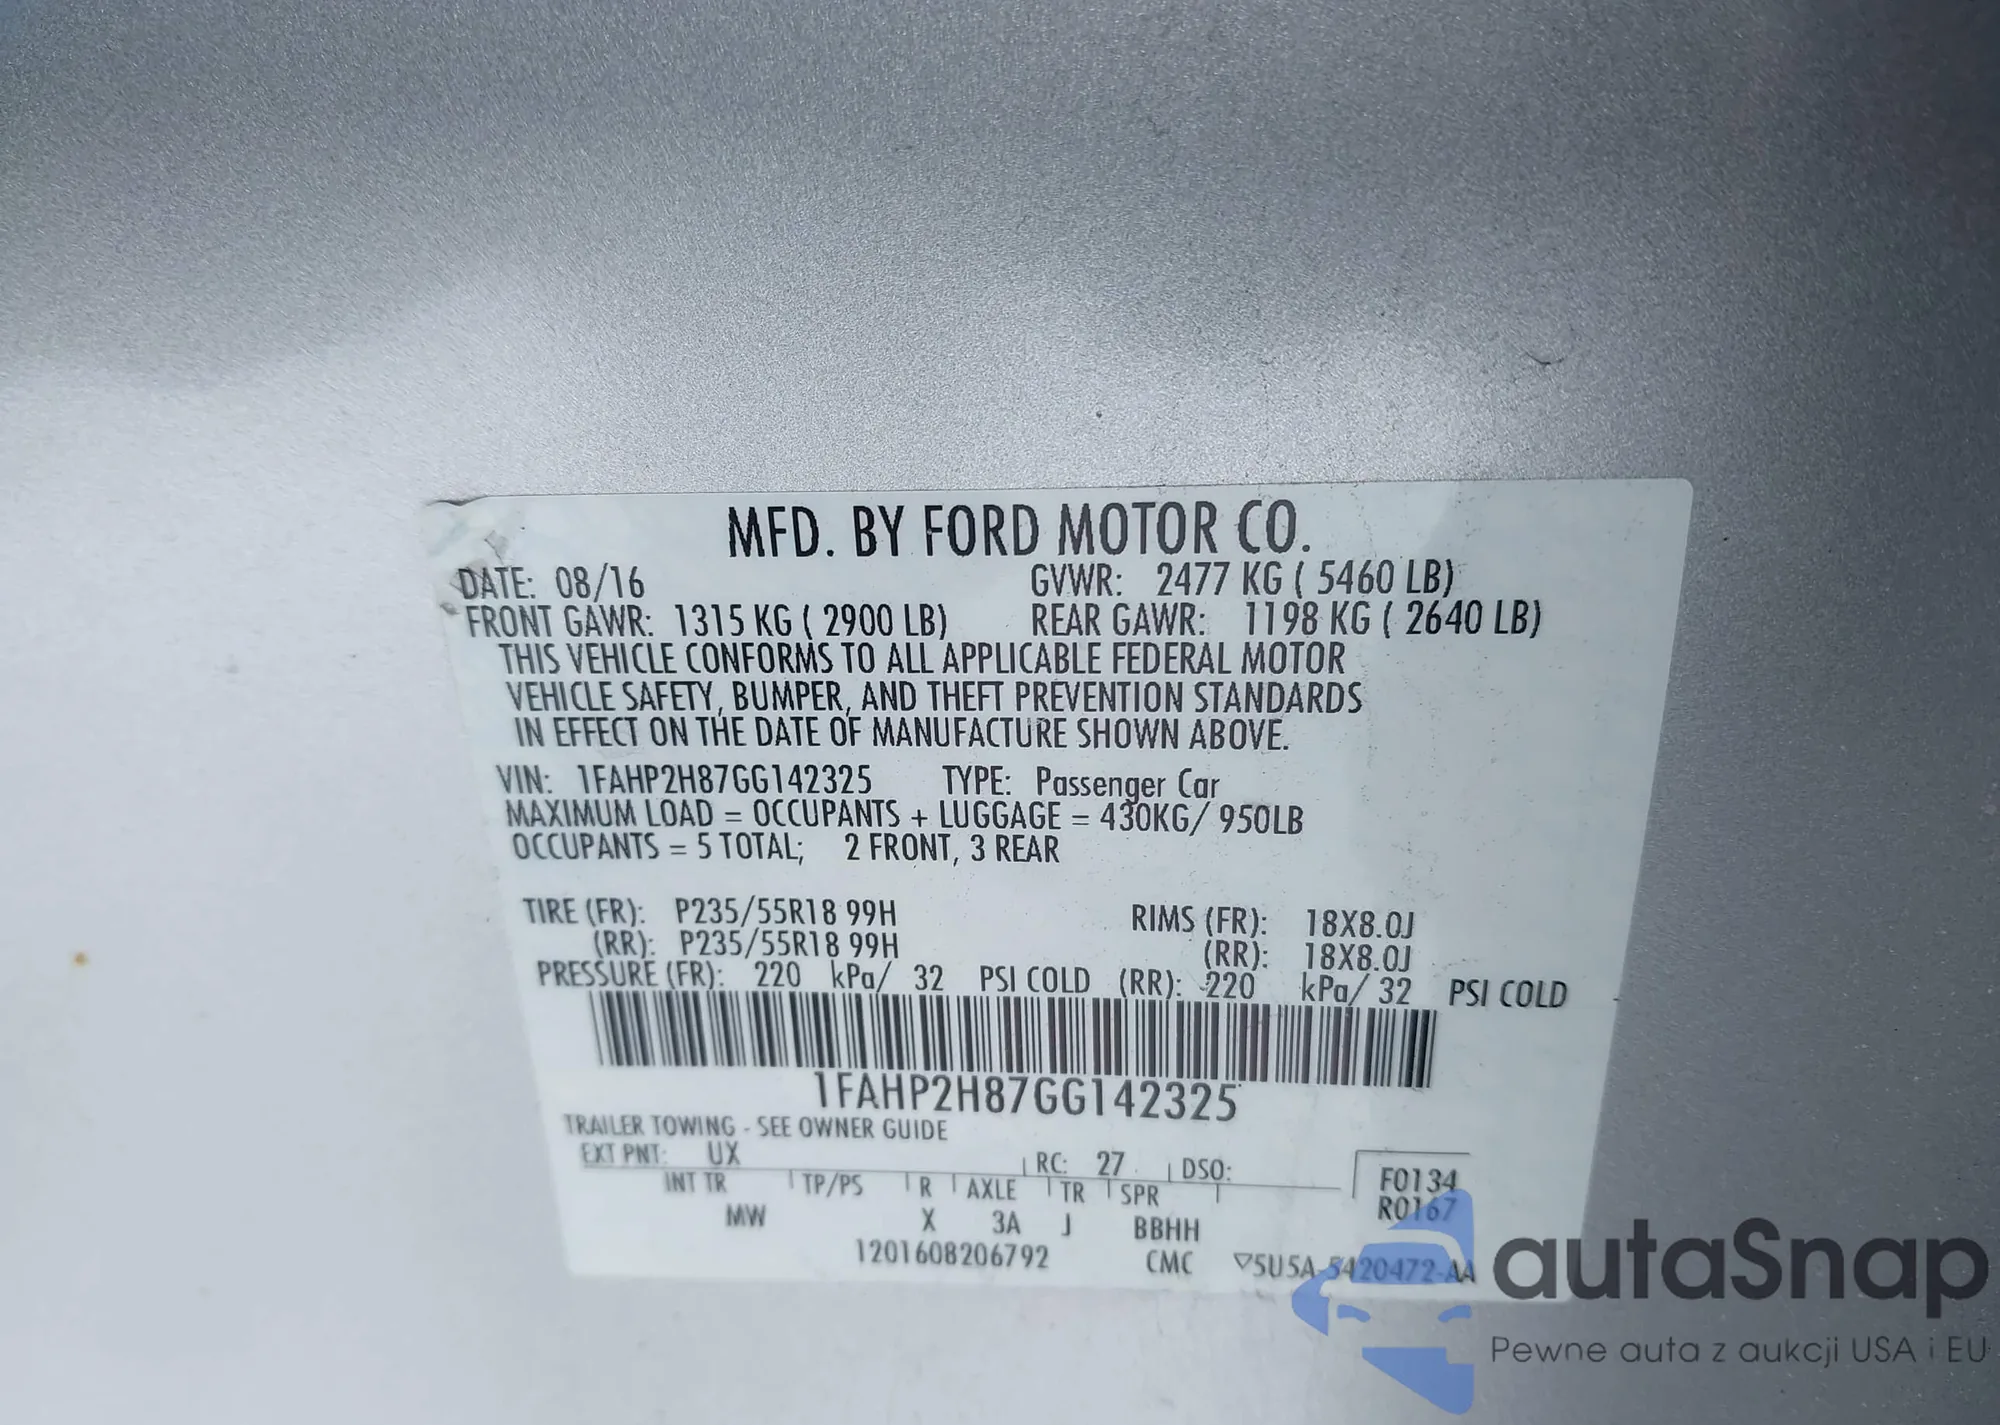 MFD. BY FORD MOTOR CO.
DATE: 08/16 GVWR: 2477 KG ( 5460 LB)
FRONT GAWR: 1315 KG ( 2900 LB) REAR GAWR: 1198 KG ( 2640 LB)
THIS VEHICLE CONFORMS TO ALL APPLICABLE FEDERAL MOTOR
VEHICLE SAFETY, BUMPER, AND THEFT PREVENTION STANDARDS
IN EFFECT ON THE DATE OF MANUFACTURE SHOWN ABOVE.
VIN: 1FAHP2H87GG142325 TYPE: Passenger Car
MAXIMUM LOAD = OCCUPANTS + LUGGAGE = 430KG/ 950LB
OCCUPANTS = 5 TOTAL; 2 FRONT, 3 REAR
TIRE (FR): P235/55R18 99H RIMS (FR): 18X8.0J
(RR): P235/55R18 99H (RR): 18X8.0J
PRESSURE (FR): 220 kPa/ 32 PSI COLD (RR): 220 kPa/ 32 PSI COLD
1FAHP2H87GG142325
TRAILER TOWING - SEE OWNER GUIDE
EXT PNT: UX RC: 27 DSO:
INT TR TP/PS R AXLE TR SPR F0134
MW X 3A J BBHH R0167
1201608206792 CMC ▽5U5A-5420472-AA
autaSnap
Pewne auta z aukcji USA i EU